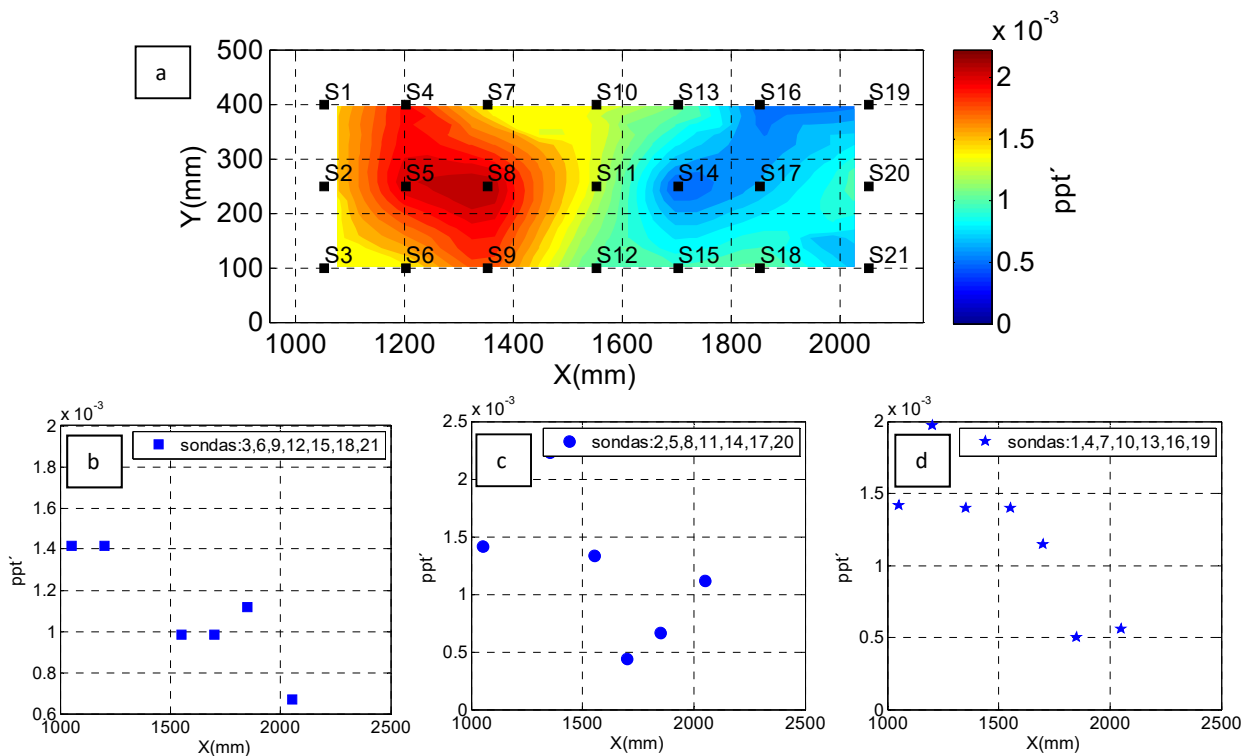 a
x 10⁻³
500
400
300
200
100
0
Y(mm)
S1 S4 S7 S10 S13 S16 S19
S2 S5 S8 S11 S14 S17 S20
S3 S6 S9 S12 S15 S18 S21
1000 1200 1400 1600 1800 2000
X(mm)
2
1.5
1
0.5
0
ppt´
b
x 10⁻³
sondas:3,6,9,12,15,18,21
2
1.8
1.6
1.4
1.2
1
0.8
0.6
ppt´
1000 1500 2000 2500
X(mm)
c
x 10⁻³
sondas:2,5,8,11,14,17,20
2.5
2
1.5
1
0.5
0
ppt´
1000 1500 2000 2500
X(mm)
d
x 10⁻³
sondas:1,4,7,10,13,16,19
2
1.5
1
0.5
0
ppt´
1000 1500 2000 2500
X(mm)